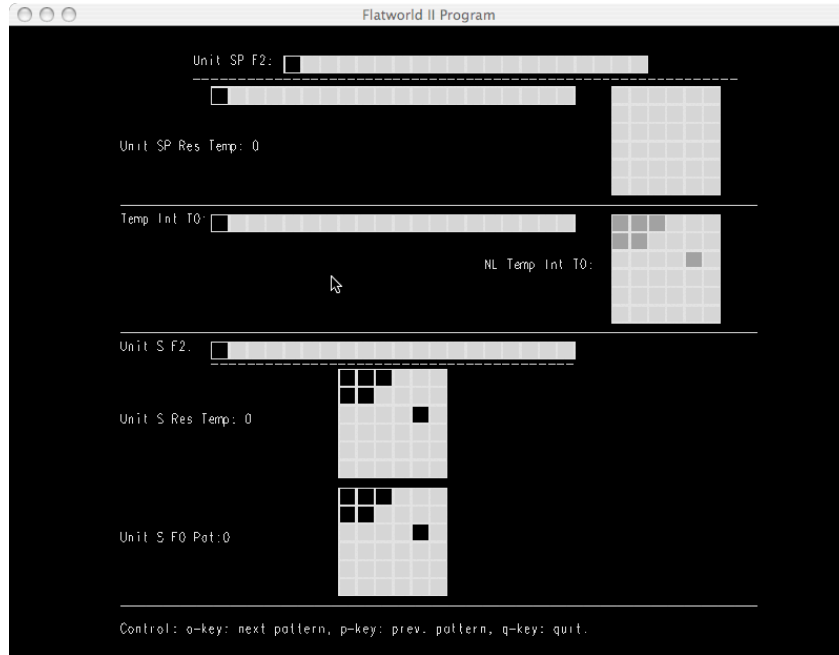 Flatworld II Program
Unit SP F2:
Unit SP Res Temp: 0
Temp Int T0:
NL Temp Int T0:
Unit S F2:
Unit S Res Temp: 0
Unit S F0 Pat:0
Control: o-key: next pattern, p-key: prev. pattern, q-key: quit.